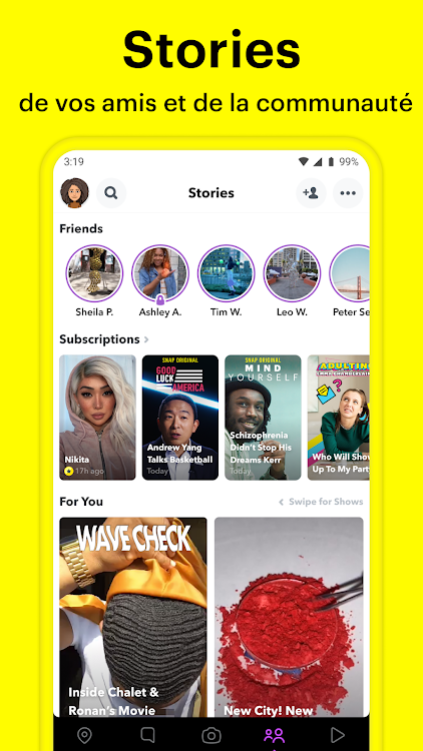 Stories
de vos amis et de la communauté
3:19
99%
Stories
Friends
Sheila P.
Ashley A.
Tim W.
Leo W.
Peter Se
Subscriptions >
SNAP ORIGINAL
GOOD
LUCK
AMERICA
SNAP ORIGINAL
MIND
YOURSELF
ADULTING
Nikita
17h ago
Andrew Yang
Talks Basketball
Today
Schizophrenia
Didn't Stop His
Dreams Kerr
Today
Who Will Show
Up To My Party
For You
< Swipe for Shows
WAVE CHECK
Inside Chalet &
Ronan's Movie
New City! New